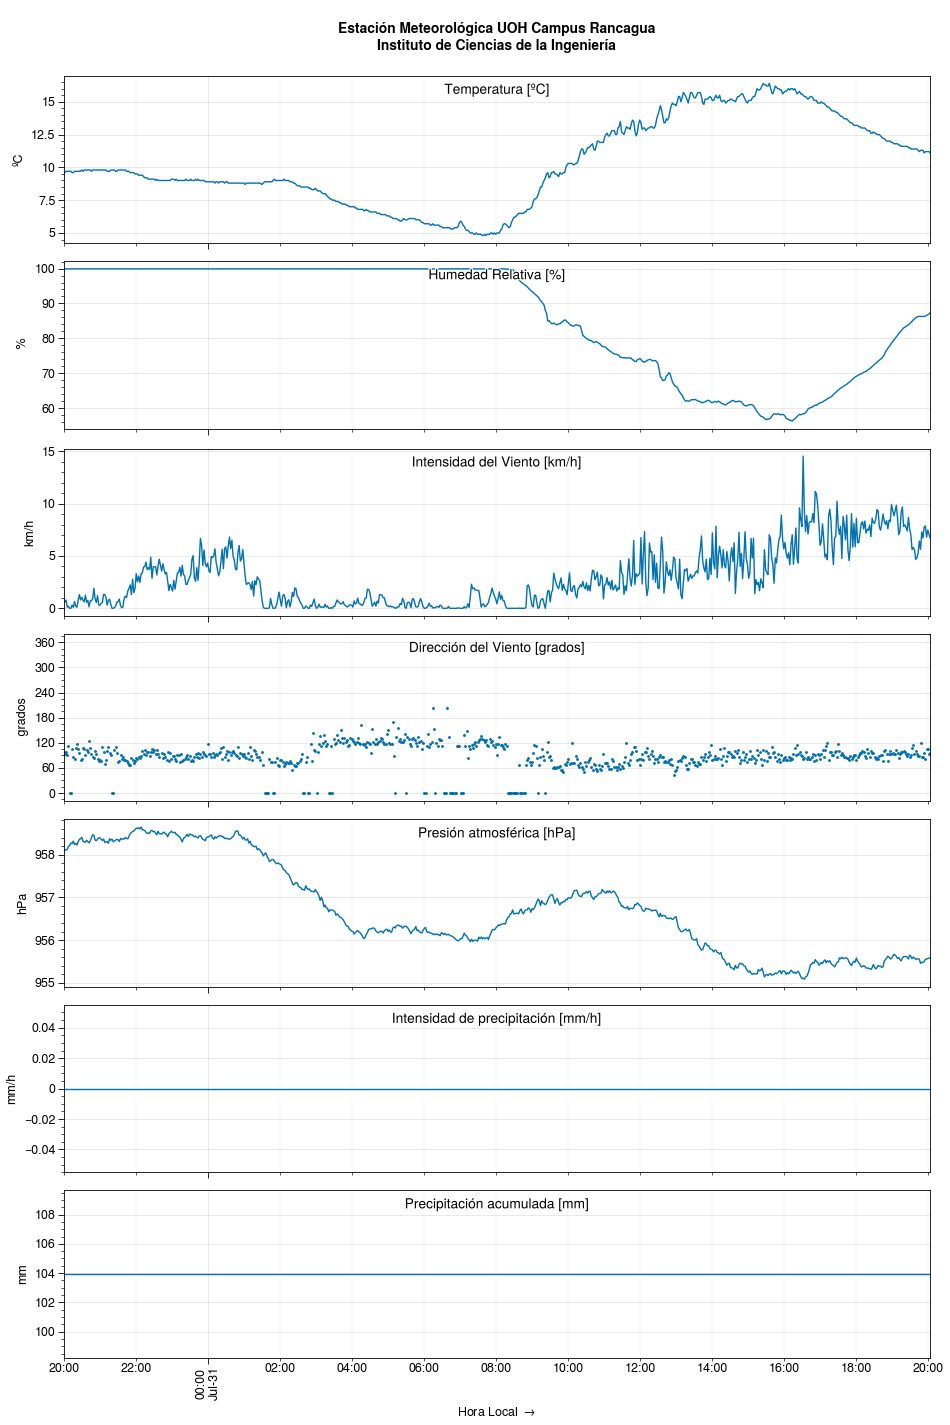 Estación Meteorológica UOH Campus Rancagua
Instituto de Ciencias de la Ingeniería
Temperatura [ºC]
15
12.5
10
7.5
5
ºC
Humedad Relativa [%]
100
90
80
70
60
%
Intensidad del Viento [km/h]
15
10
5
0
km/h
Dirección del Viento [grados]
360
300
240
180
120
60
0
grados
Presión atmosférica [hPa]
958
957
956
955
hPa
Intensidad de precipitación [mm/h]
0.04
0.02
0
−0.02
−0.04
mm/h
Precipitación acumulada [mm]
108
106
104
102
100
mm
20:00 22:00 00:00 02:00 04:00 06:00 08:00 10:00 12:00 14:00 16:00 18:00 20:00
Jul-31
Hora Local →